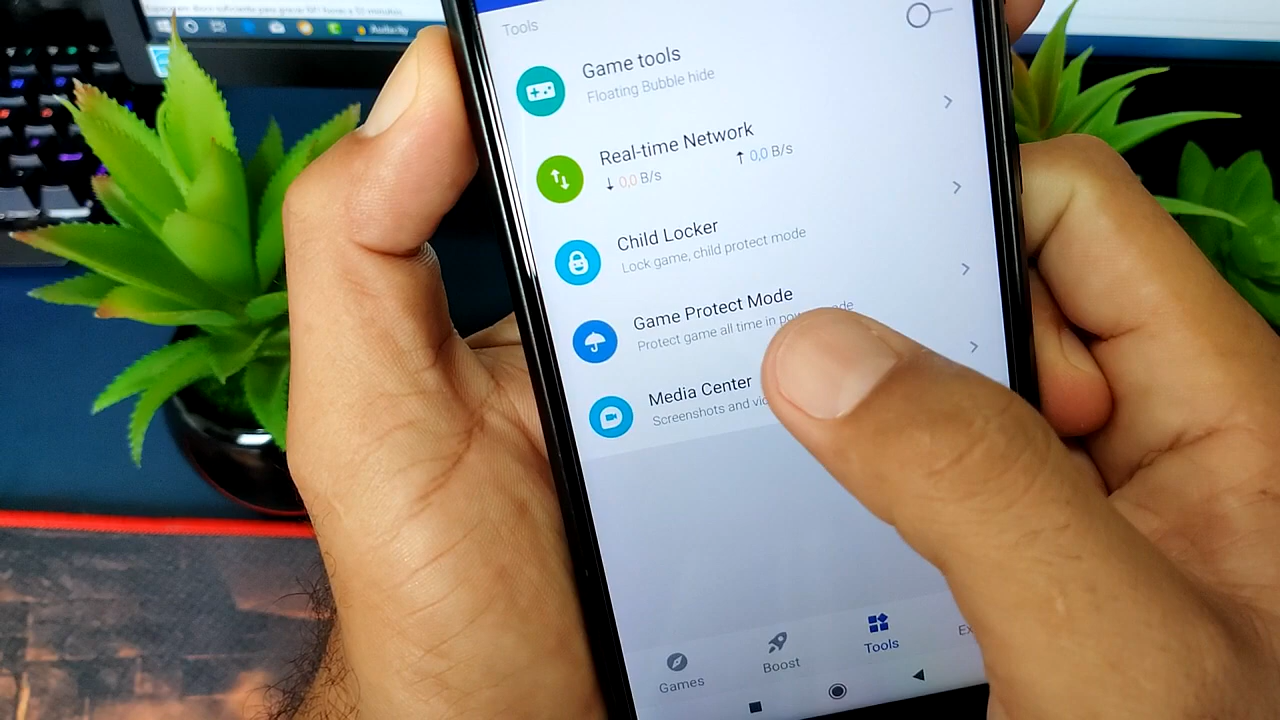 Tools
Game tools
Floating Bubble hide
Real-time Network
↓ 0,0 B/s ↑ 0,0 B/s
Child Locker
Lock game, child protect mode
Game Protect Mode
Protect game all time in
Media Center
Screenshots and
Games
Boost
Tools